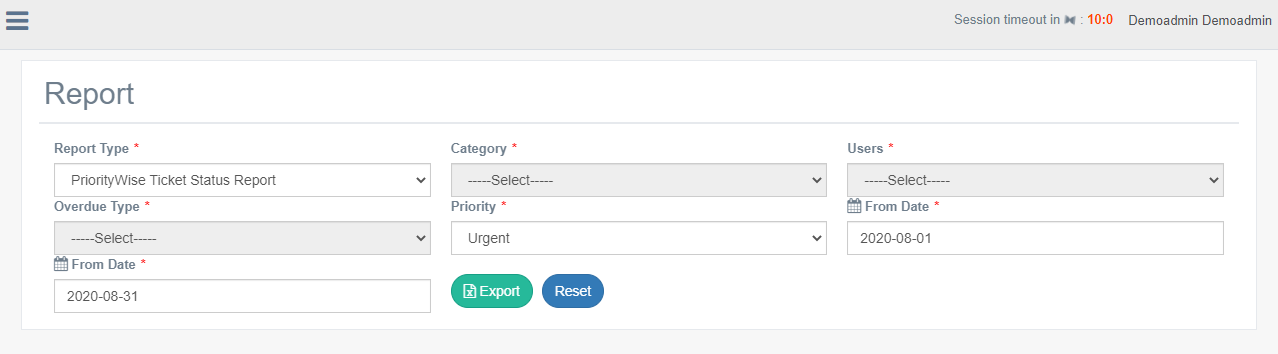 Session timeout in : 10:0 Demoadmin Demoadmin
Report
Report Type * Category * Users *
PriorityWise Ticket Status Report -----Select----- -----Select-----
Overdue Type * Priority * From Date *
-----Select----- Urgent 2020-08-01
From Date *
2020-08-31 Export Reset